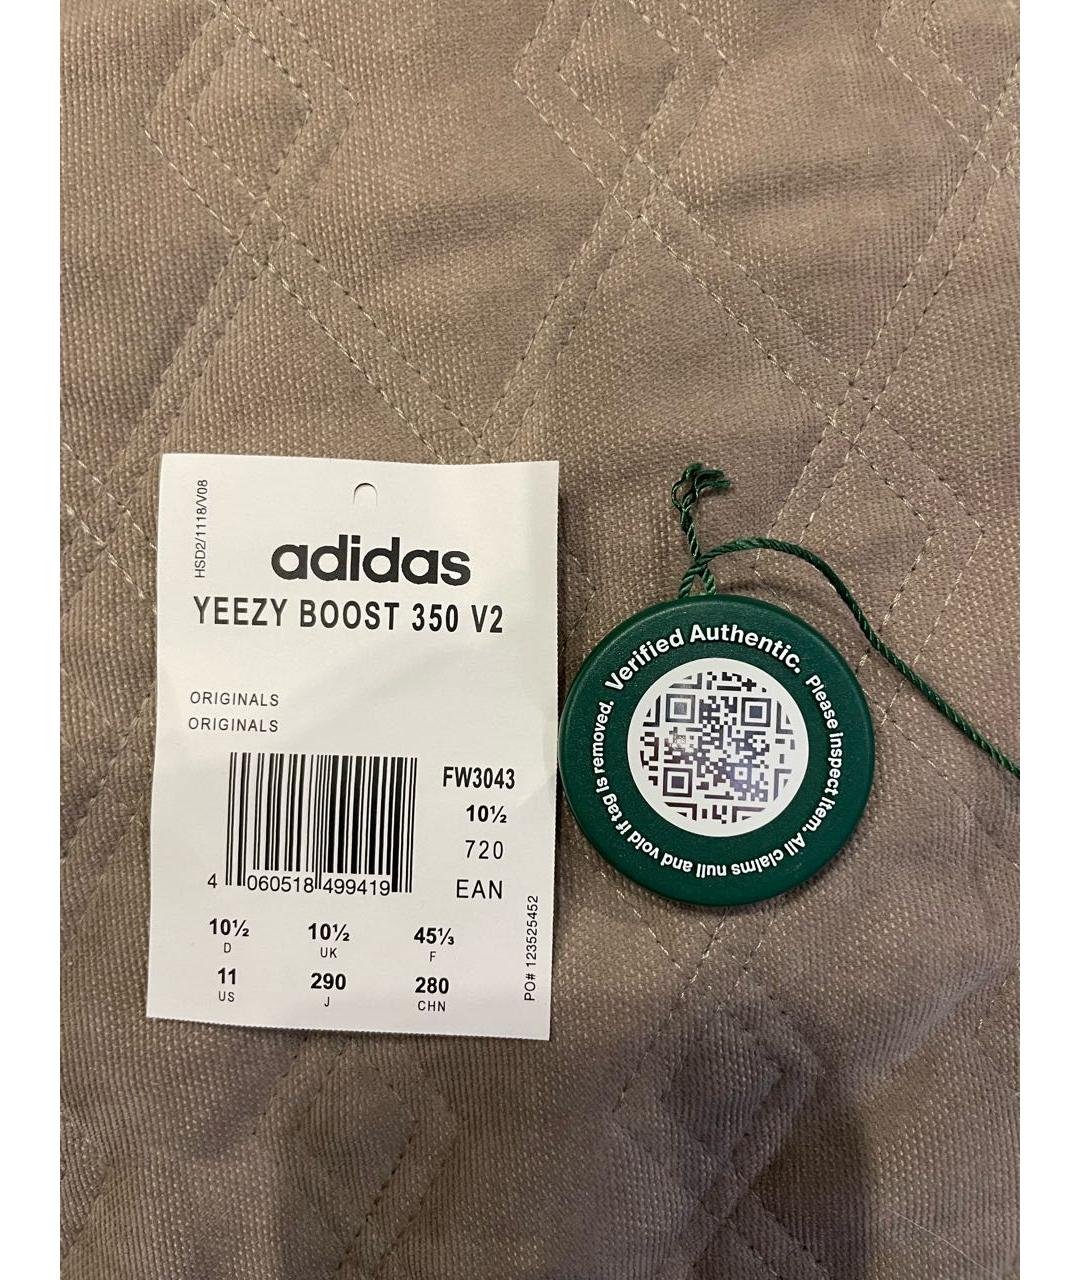 HSD2/1118/V08
adidas
YEEZY BOOST 350 V2
ORIGINALS
ORIGINALS
FW3043
10½
720
EAN
4 060518 499419
10½ 10½ 45⅓
D UK F
11 290 280
US J CHN
PO# 123525452
Verified Authentic.
Please inspect item. All claims null and void if tag is removed.